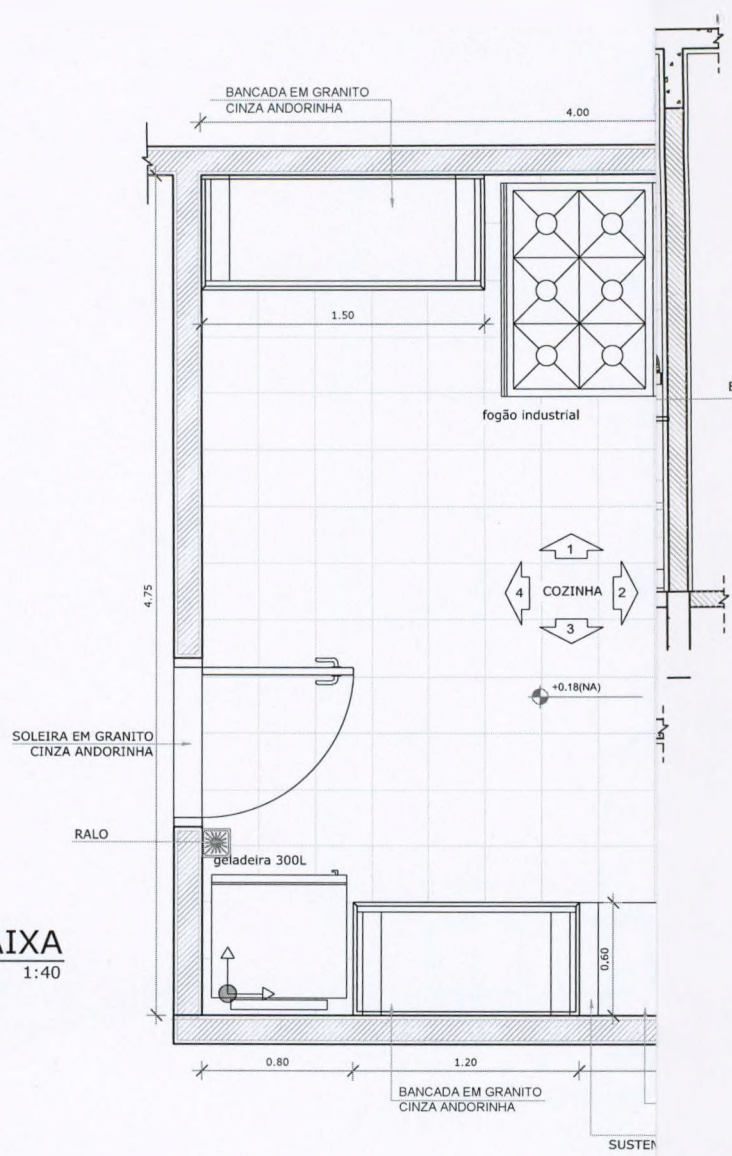 BANCADA EM GRANITO
CINZA ANDORINHA
4.00
1.50
fogão industrial
1
4 COZINHA 2
3
4.75
+0.18(NA)
SOLEIRA EM GRANITO
CINZA ANDORINHA
RALO
geladeira 300L
AIXA
1:40
0.60
0.80
1.20
BANCADA EM GRANITO
CINZA ANDORINHA
SUSTEN